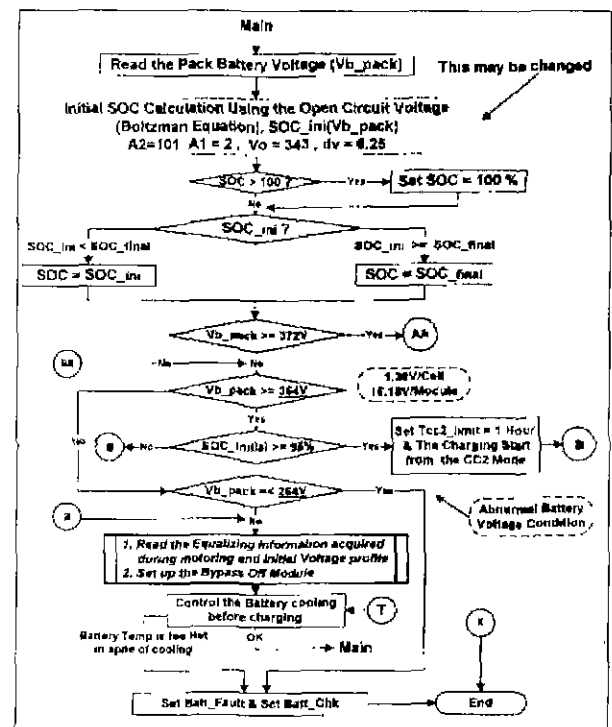 Main
Read the Pack Battery Voltage (Vb_pack)
This may be changed
Initial SOC Calculation Using the Open Circuit Voltage
(Boltzman Equation), SOC_ini(Vb_pack)
A2=101 A1 = 2 , Vo = 343 , dv = 6.25
SOC > 100 ?
Yes
Set SOC = 100 %
No
SOC_ini ?
SOC_ini < SOC_final
SOC_ini >= SOC_final
SOC = SOC_ini
SOC = SOC_final
Vb_pack >= 372V
Yes
AA
No
No
Vb_pack >= 364V
1.30V/Cell
Yes
No
SOC_Initial >= 95%
No
Yes
Set Tcc2_limit = 1 Hour
& The Charging Start
from the CC2 Mode
Vb_pack =< 264V
Yes
No
Abnormal Battery
Voltage Condition
1. Read the Equalizing Information acquired
during motoring and Initial Voltage profile
2. Set up the Bypass Off Module
Control the Battery cooling
before charging
T
Battery Temp is too Hot
in spite of cooling
OK
Main
Set Batt_Fault & Set Batt_Chk
End